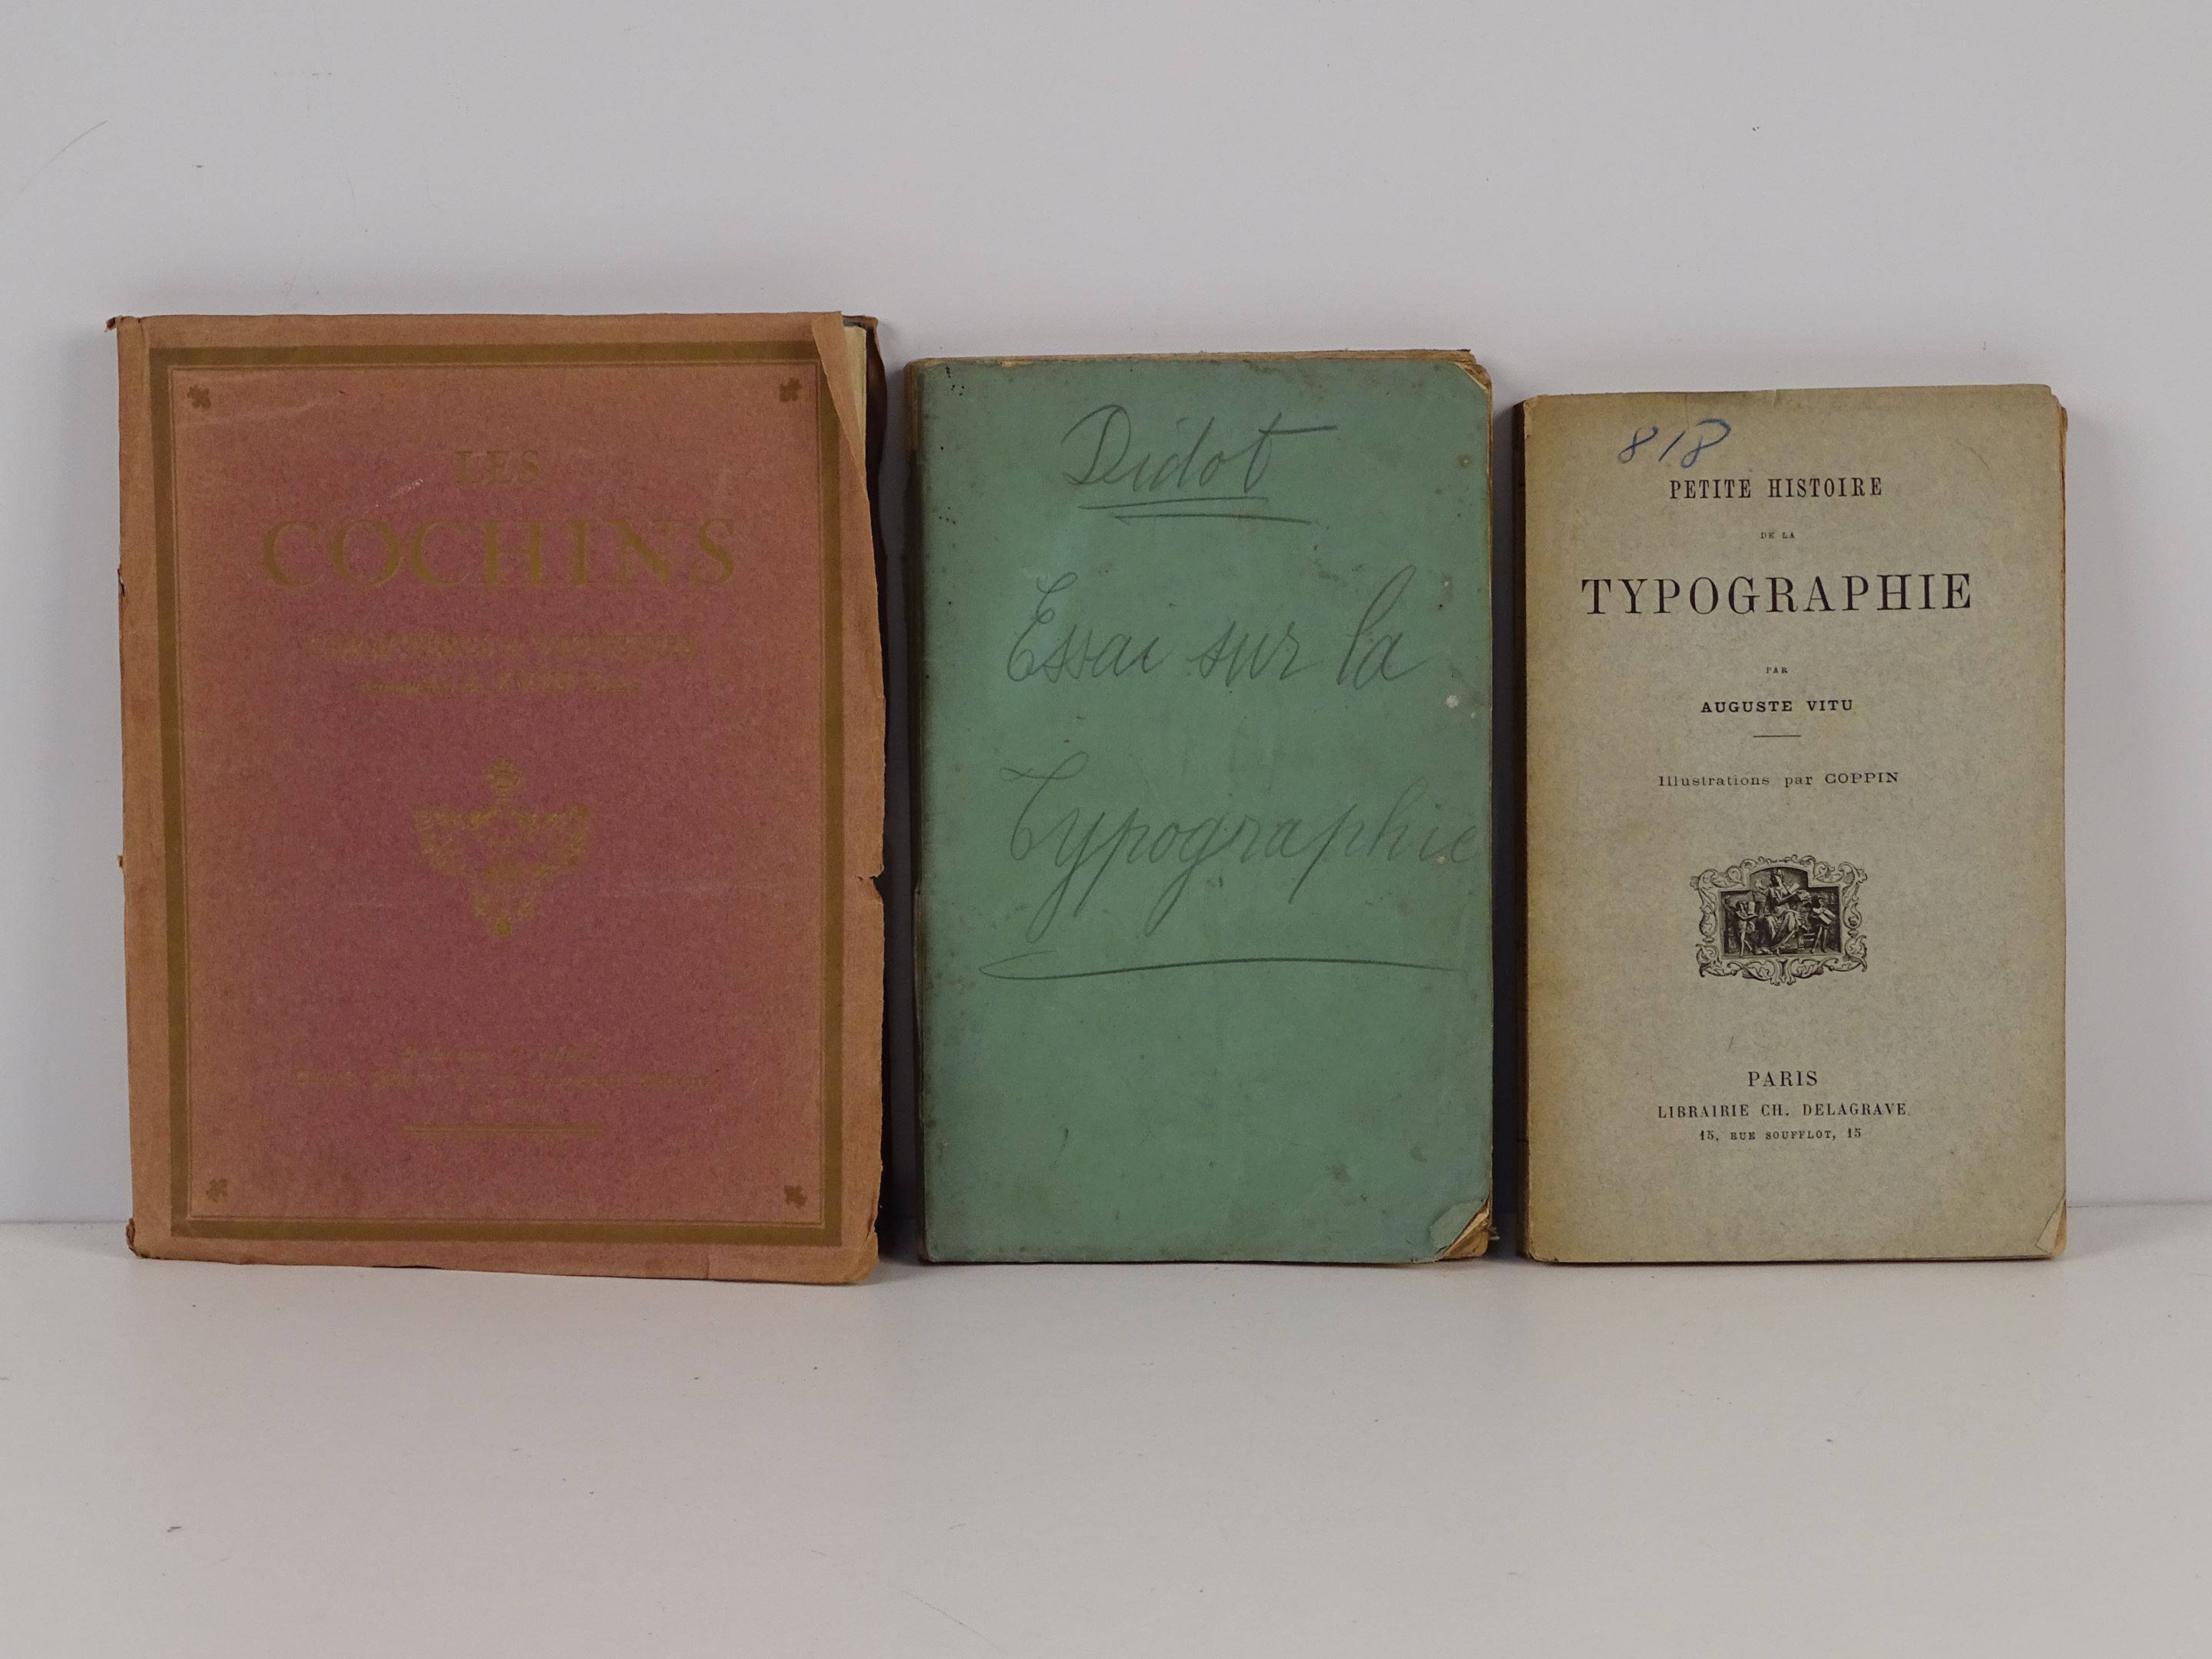 LES
COCHINS
Didot
Essai sur la
Typographie
818
PETITE HISTOIRE
DE LA
TYPOGRAPHIE
PAR
AUGUSTE VITU
Illustrations par COPPIN
PARIS
LIBRAIRIE CH. DELAGRAVE
15, RUE SOUFFLOT, 15